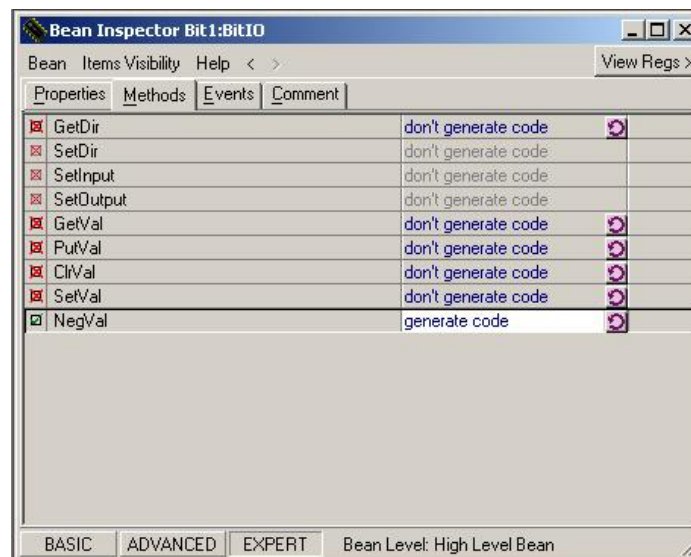 Bean Inspector Bit1:BitIO
Bean Items Visibility Help < > View Regs >
Properties Methods Events Comment
GetDir don't generate code
SetDir don't generate code
SetInput don't generate code
SetOutput don't generate code
GetVal don't generate code
PutVal don't generate code
ClrVal don't generate code
SetVal don't generate code
NegVal generate code
BASIC ADVANCED EXPERT Bean Level: High Level Bean